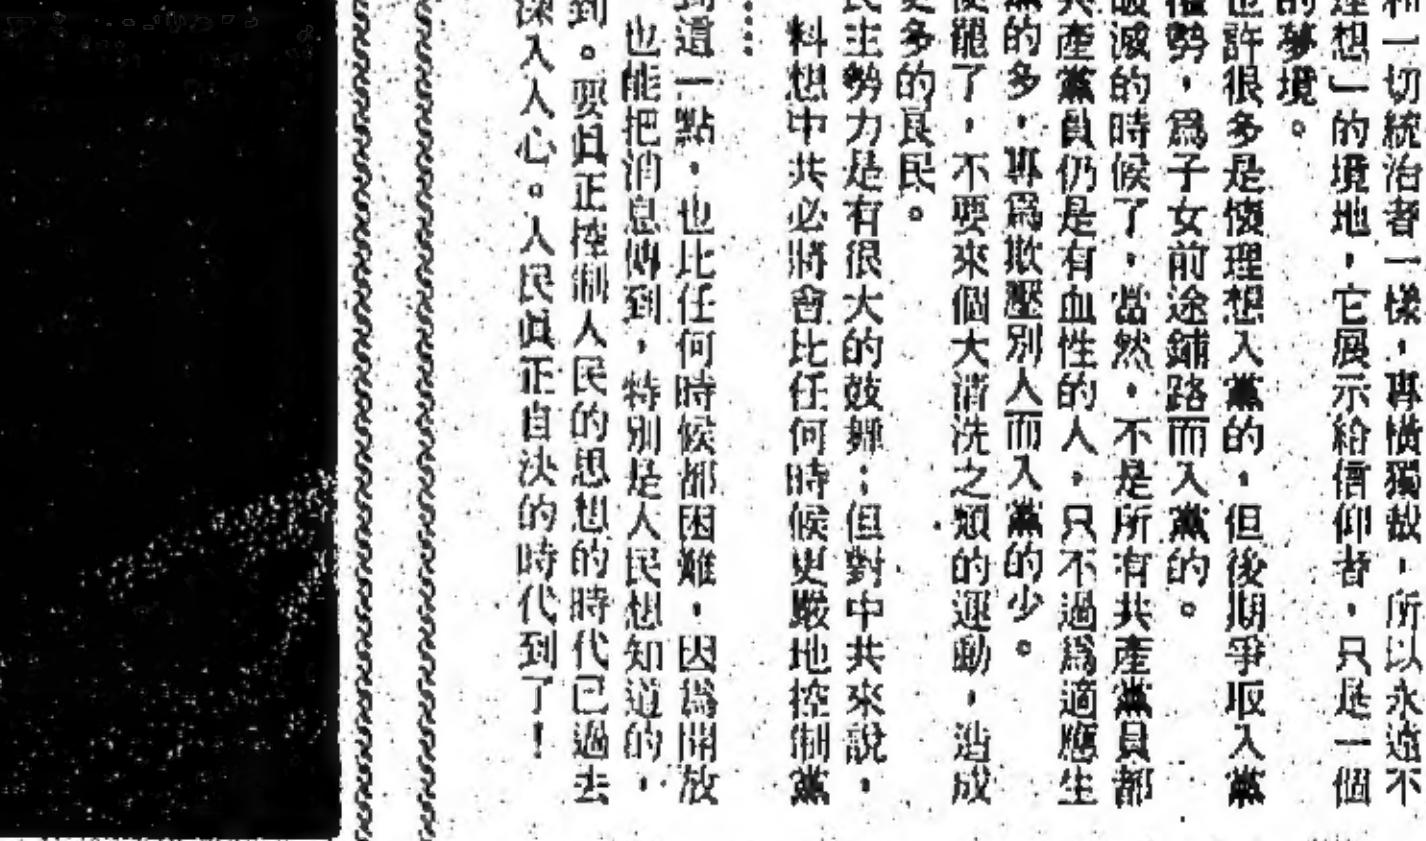 和一切統治者一樣，專橫獨裁，所以永遠不
理想」的境地，它展示給信仰者，只是一個
的夢境。
也許很多是懷理想入黨的，但後期爭取入黨
權勢，爲子女前途鋪路而入黨的。
破滅的時候了，當然，不是所有共產黨員都
共產黨員仍是有血性的人，只不過爲適應生
黨的多，專爲欺壓別人而入黨的少。
便罷了，不要來個大清洗之類的運動，造成
更多的良民。
民主勢力是有很大的鼓舞；但對中共來說，
料想中共必將會比任何時候更嚴地控制黨
……
到這一點，也比任何時候都困難，因爲開放
也能把消息傳到，特別是人民想知道的，
到。要眞正控制人民的思想的時代已過去
深入人心。人民眞正自決的時代到了！